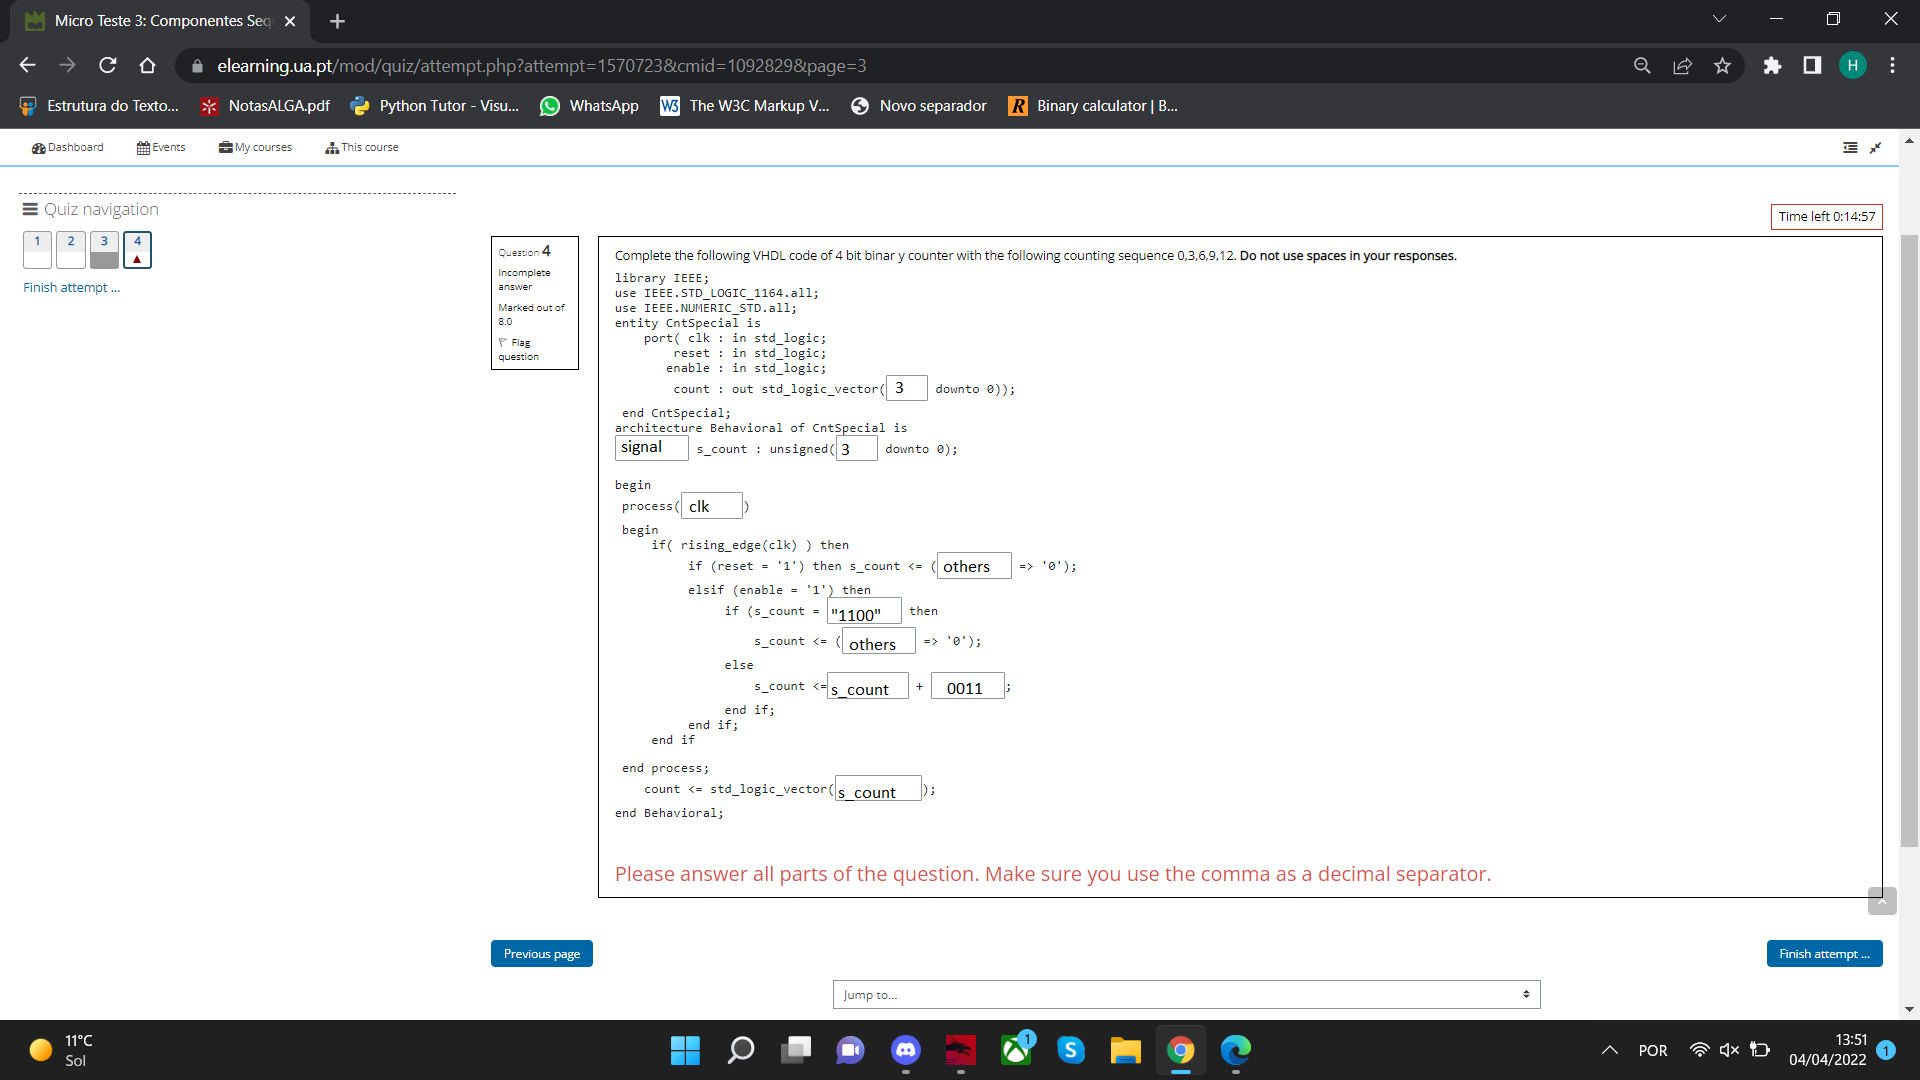 Micro Teste 3: Componentes Seq
elearning.ua.pt/mod/quiz/attempt.php?attempt=1570723&cmid=1092829&page=3
H
Estrutura do Texto... NotasALGA.pdf Python Tutor - Visu... WhatsApp W3 The W3C Markup V... Novo separador R Binary calculator | B...
Dashboard Events My courses This course
Quiz navigation
Time left 0:14:57
1 2 3 4
Finish attempt ...
Question 4
Incomplete answer
Marked out of 8.0
Flag question
Complete the following VHDL code of 4 bit binar y counter with the following counting sequence 0,3,6,9,12. Do not use spaces in your responses.
library IEEE;
use IEEE.STD_LOGIC_1164.all;
use IEEE.NUMERIC_STD.all;
entity CntSpecial is
port( clk : in std_logic;
reset : in std_logic;
enable : in std_logic;
count : out std_logic_vector( 3 downto 0));
end CntSpecial;
architecture Behavioral of CntSpecial is
signal s_count : unsigned( 3 downto 0);
begin
process( clk )
begin
if( rising_edge(clk) ) then
if (reset = '1') then s_count <= ( others => '0');
elsif (enable = '1') then
if (s_count = "1100" then
s_count <= ( others => '0');
else
s_count <= s_count + 0011 ;
end if;
end if;
end if
end process;
count <= std_logic_vector( s_count );
end Behavioral;
Please answer all parts of the question. Make sure you use the comma as a decimal separator.
Previous page Finish attempt ...
Jump to...
11°C
Sol
1
S
POR
13:51
04/04/2022
1